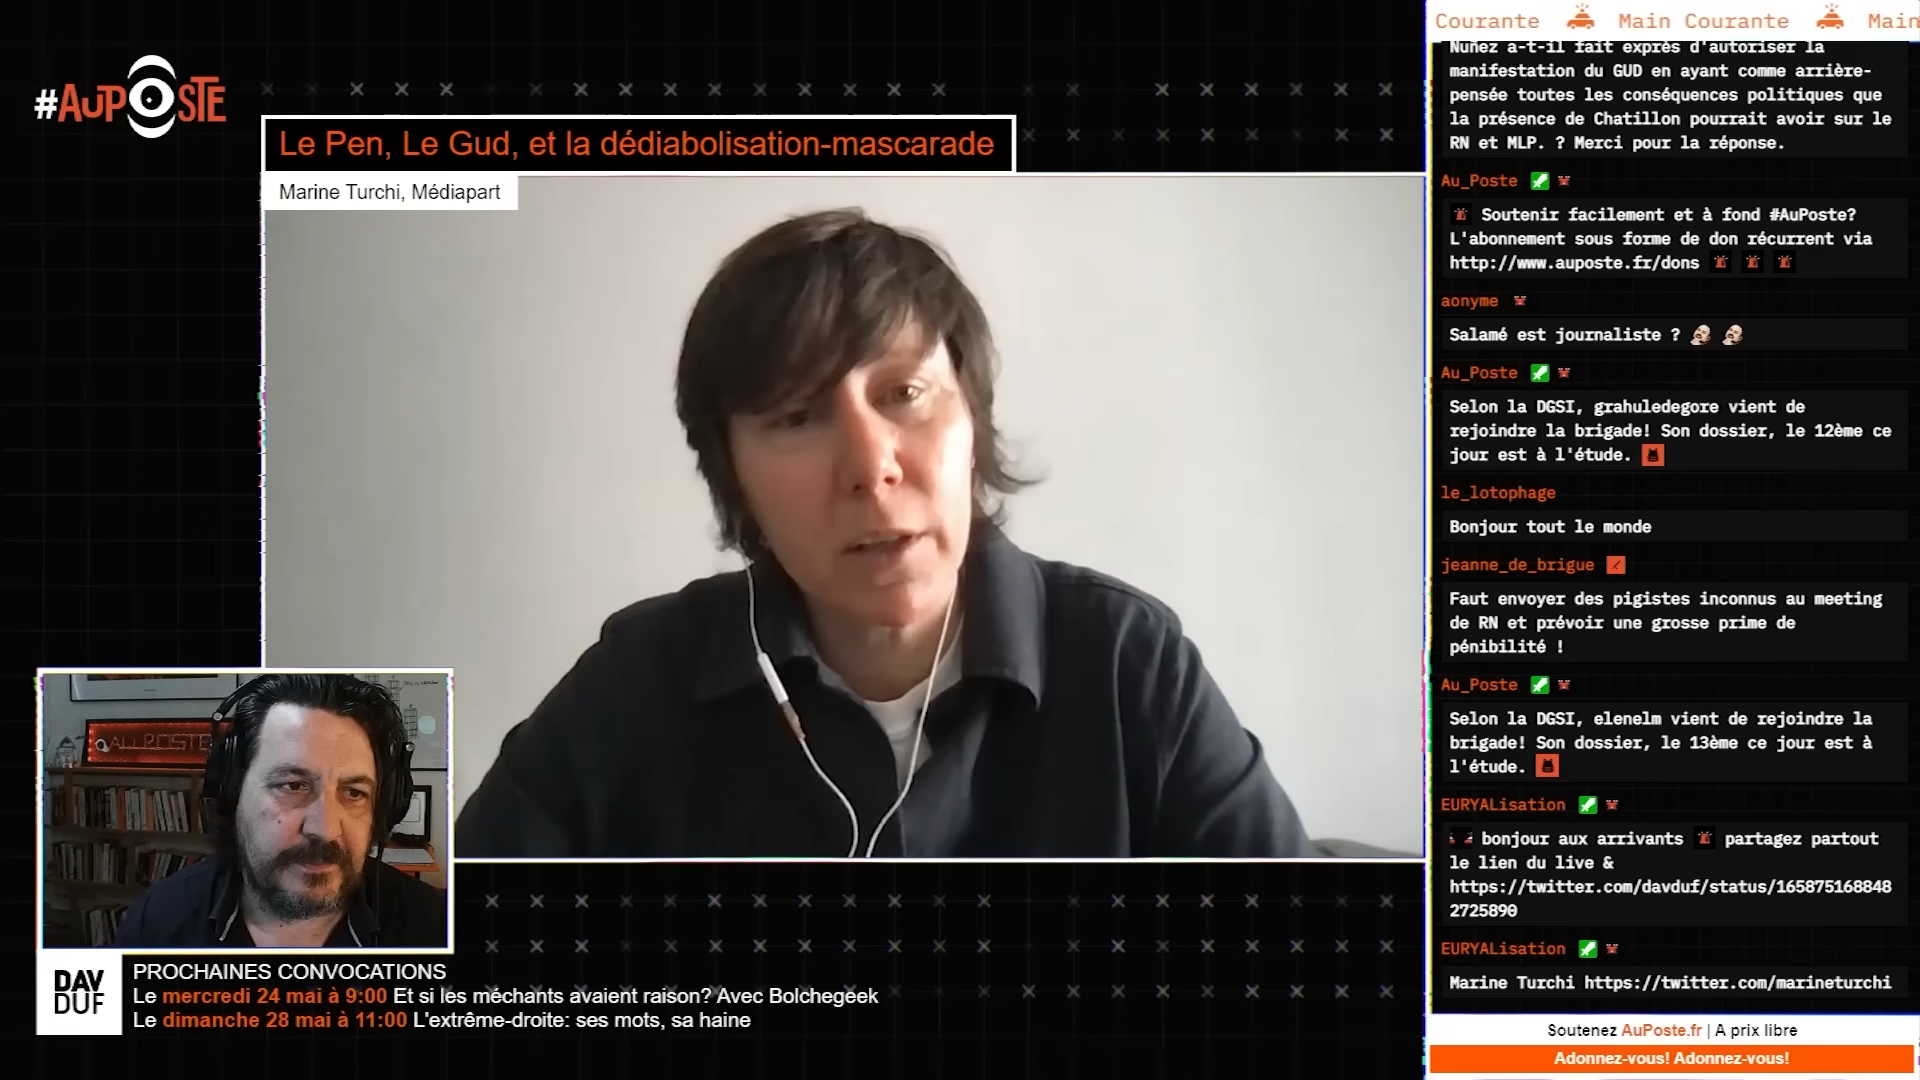 #AUPOSTE
Le Pen, Le Gud, et la dédiabolisation-mascarade
Marine Turchi, Médiapart
ALLPOSTE
DAV
DUF
PROCHAINES CONVOCATIONS
Le mercredi 24 mai à 9:00 Et si les méchants avaient raison? Avec Bolchegeek
Le dimanche 28 mai à 11:00 L'extrême-droite: ses mots, sa haine
Courante Main Courante Main
Nuñez a-t-il fait exprès d'autoriser la
manifestation du GUD en ayant comme arrière-
pensée toutes les conséquences politiques que
la présence de Chatillon pourrait avoir sur le
RN et MLP. ? Merci pour la réponse.
Au_Poste
Soutenir facilement et à fond #AuPoste?
L'abonnement sous forme de don récurrent via
http://www.auposte.fr/dons
aonyme
Salamé est journaliste ?
Au_Poste
Selon la DGSI, grahuledegore vient de
rejoindre la brigade! Son dossier, le 12ème ce
jour est à l'étude.
le_lotophage
Bonjour tout le monde
jeanne_de_brigue
Faut envoyer des pigistes inconnus au meeting
de RN et prévoir une grosse prime de
pénibilité !
Au_Poste
Selon la DGSI, elenelm vient de rejoindre la
brigade! Son dossier, le 13ème ce jour est à
l'étude.
EURYALisation
bonjour aux arrivants partagez partout
le lien du live &
https://twitter.com/davduf/status/165875168848
2725890
EURYALisation
Marine Turchi https://twitter.com/marineturchi
Soutenez AuPoste.fr | A prix libre
Adonnez-vous! Adonnez-vous!